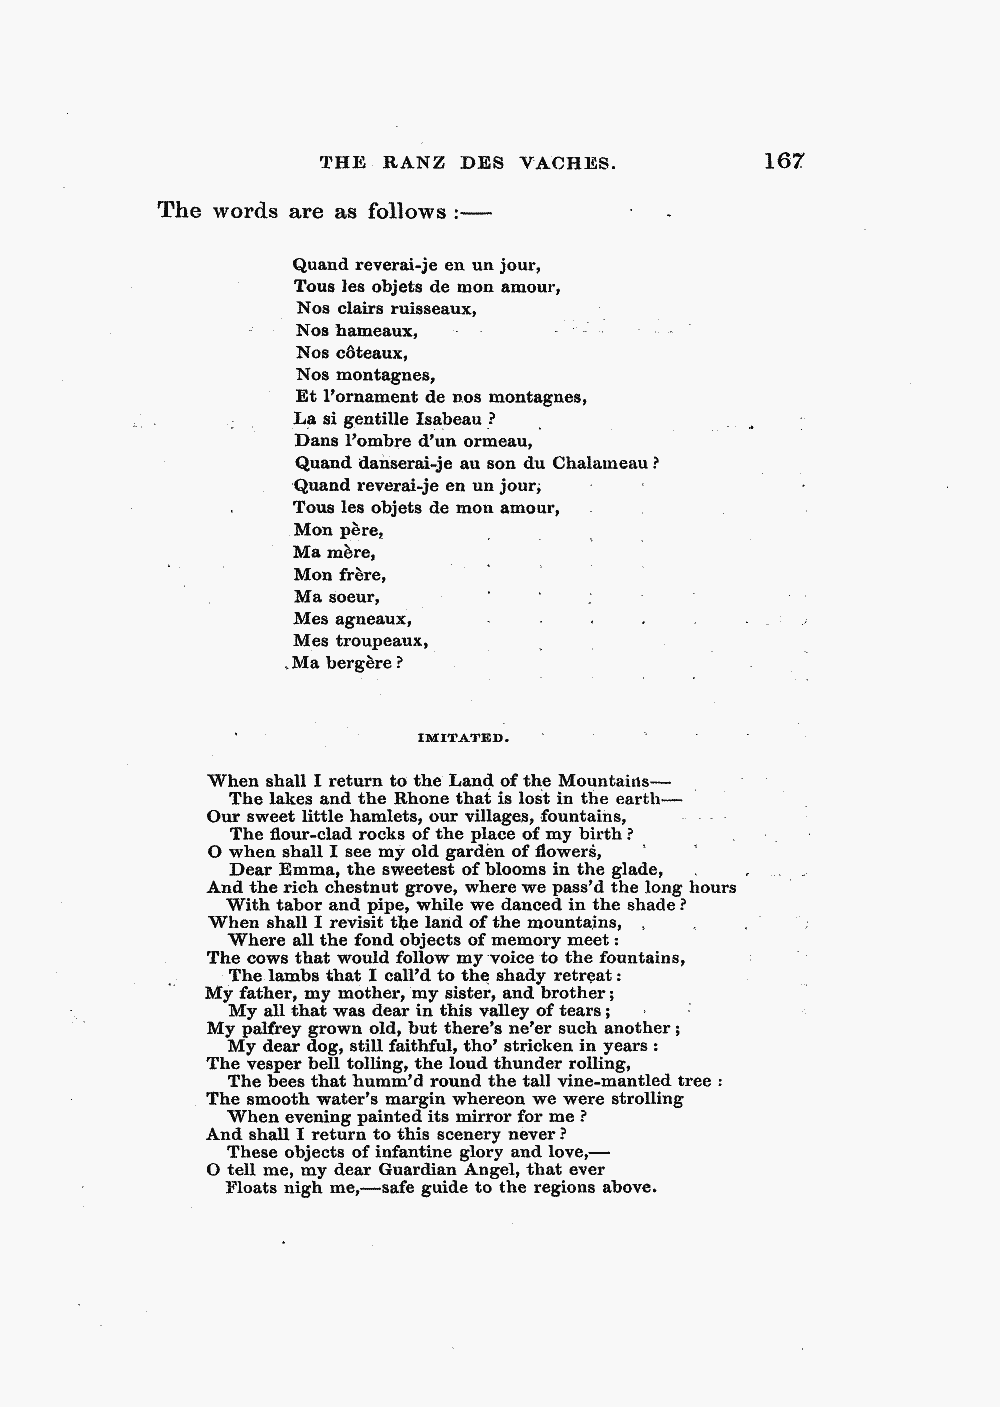 THE RANZ DES VACHES. 167
The words are as follows :—
Quand reverai-je en un jour,
Tous les objets de mon amour,
Nos clairs ruisseaux,
Nos hameaux,
Nos côteaux,
Nos montagnes,
Et l'ornament de nos montagnes,
La si gentille Isabeau ?
Dans l'ombre d'un ormeau,
Quand danserai-je au son du Chalameau ?
Quand reverai-je en un jour,
Tous les objets de mon amour,
Mon père,
Ma mère,
Mon frère,
Ma soeur,
Mes agneaux,
Mes troupeaux,
Ma bergère ?
IMITATED.
When shall I return to the Land of the Mountains—
The lakes and the Rhone that is lost in the earth—
Our sweet little hamlets, our villages, fountains,
The flour-clad rocks of the place of my birth ?
O when shall I see my old garden of flowers,
Dear Emma, the sweetest of blooms in the glade,
And the rich chestnut grove, where we pass'd the long hours
With tabor and pipe, while we danced in the shade ?
When shall I revisit the land of the mountains,
Where all the fond objects of memory meet :
The cows that would follow my voice to the fountains,
The lambs that I call'd to the shady retreat :
My father, my mother, my sister, and brother ;
My all that was dear in this valley of tears ;
My palfrey grown old, but there's ne'er such another ;
My dear dog, still faithful, tho' stricken in years :
The vesper bell tolling, the loud thunder rolling,
The bees that humm'd round the tall vine-mantled tree :
The smooth water's margin whereon we were strolling
When evening painted its mirror for me ?
And shall I return to this scenery never ?
These objects of infantine glory and love,—
O tell me, my dear Guardian Angel, that ever
Floats nigh me,—safe guide to the regions above.